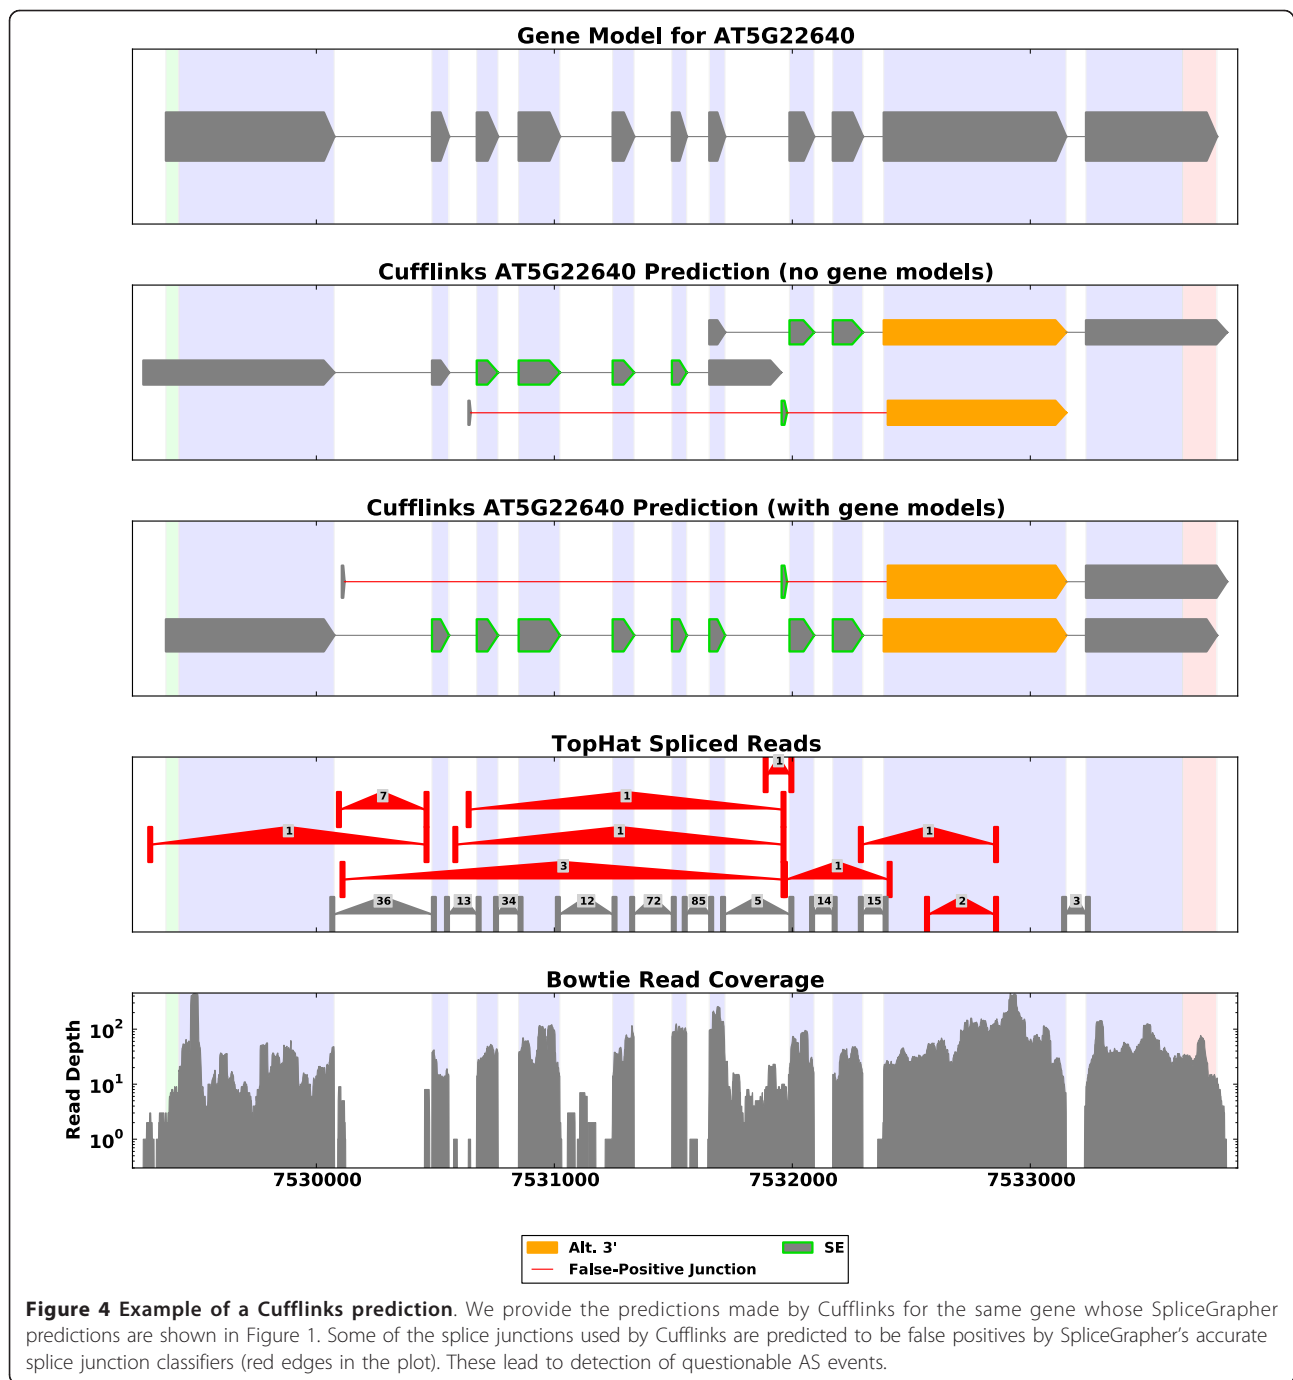 Gene Model for AT5G22640
Cufflinks AT5G22640 Prediction (no gene models)
Cufflinks AT5G22640 Prediction (with gene models)
TopHat Spliced Reads
1
7 1
1 1 1
3 1
36 13 34 12 72 85 5 14 15 2 3
Bowtie Read Coverage
Read Depth
10²
10¹
10⁰
7530000 7531000 7532000 7533000
Alt. 3' SE
False-Positive Junction
Figure 4 Example of a Cufflinks prediction. We provide the predictions made by Cufflinks for the same gene whose SpliceGrapher
predictions are shown in Figure 1. Some of the splice junctions used by Cufflinks are predicted to be false positives by SpliceGrapher's accurate
splice junction classifiers (red edges in the plot). These lead to detection of questionable AS events.